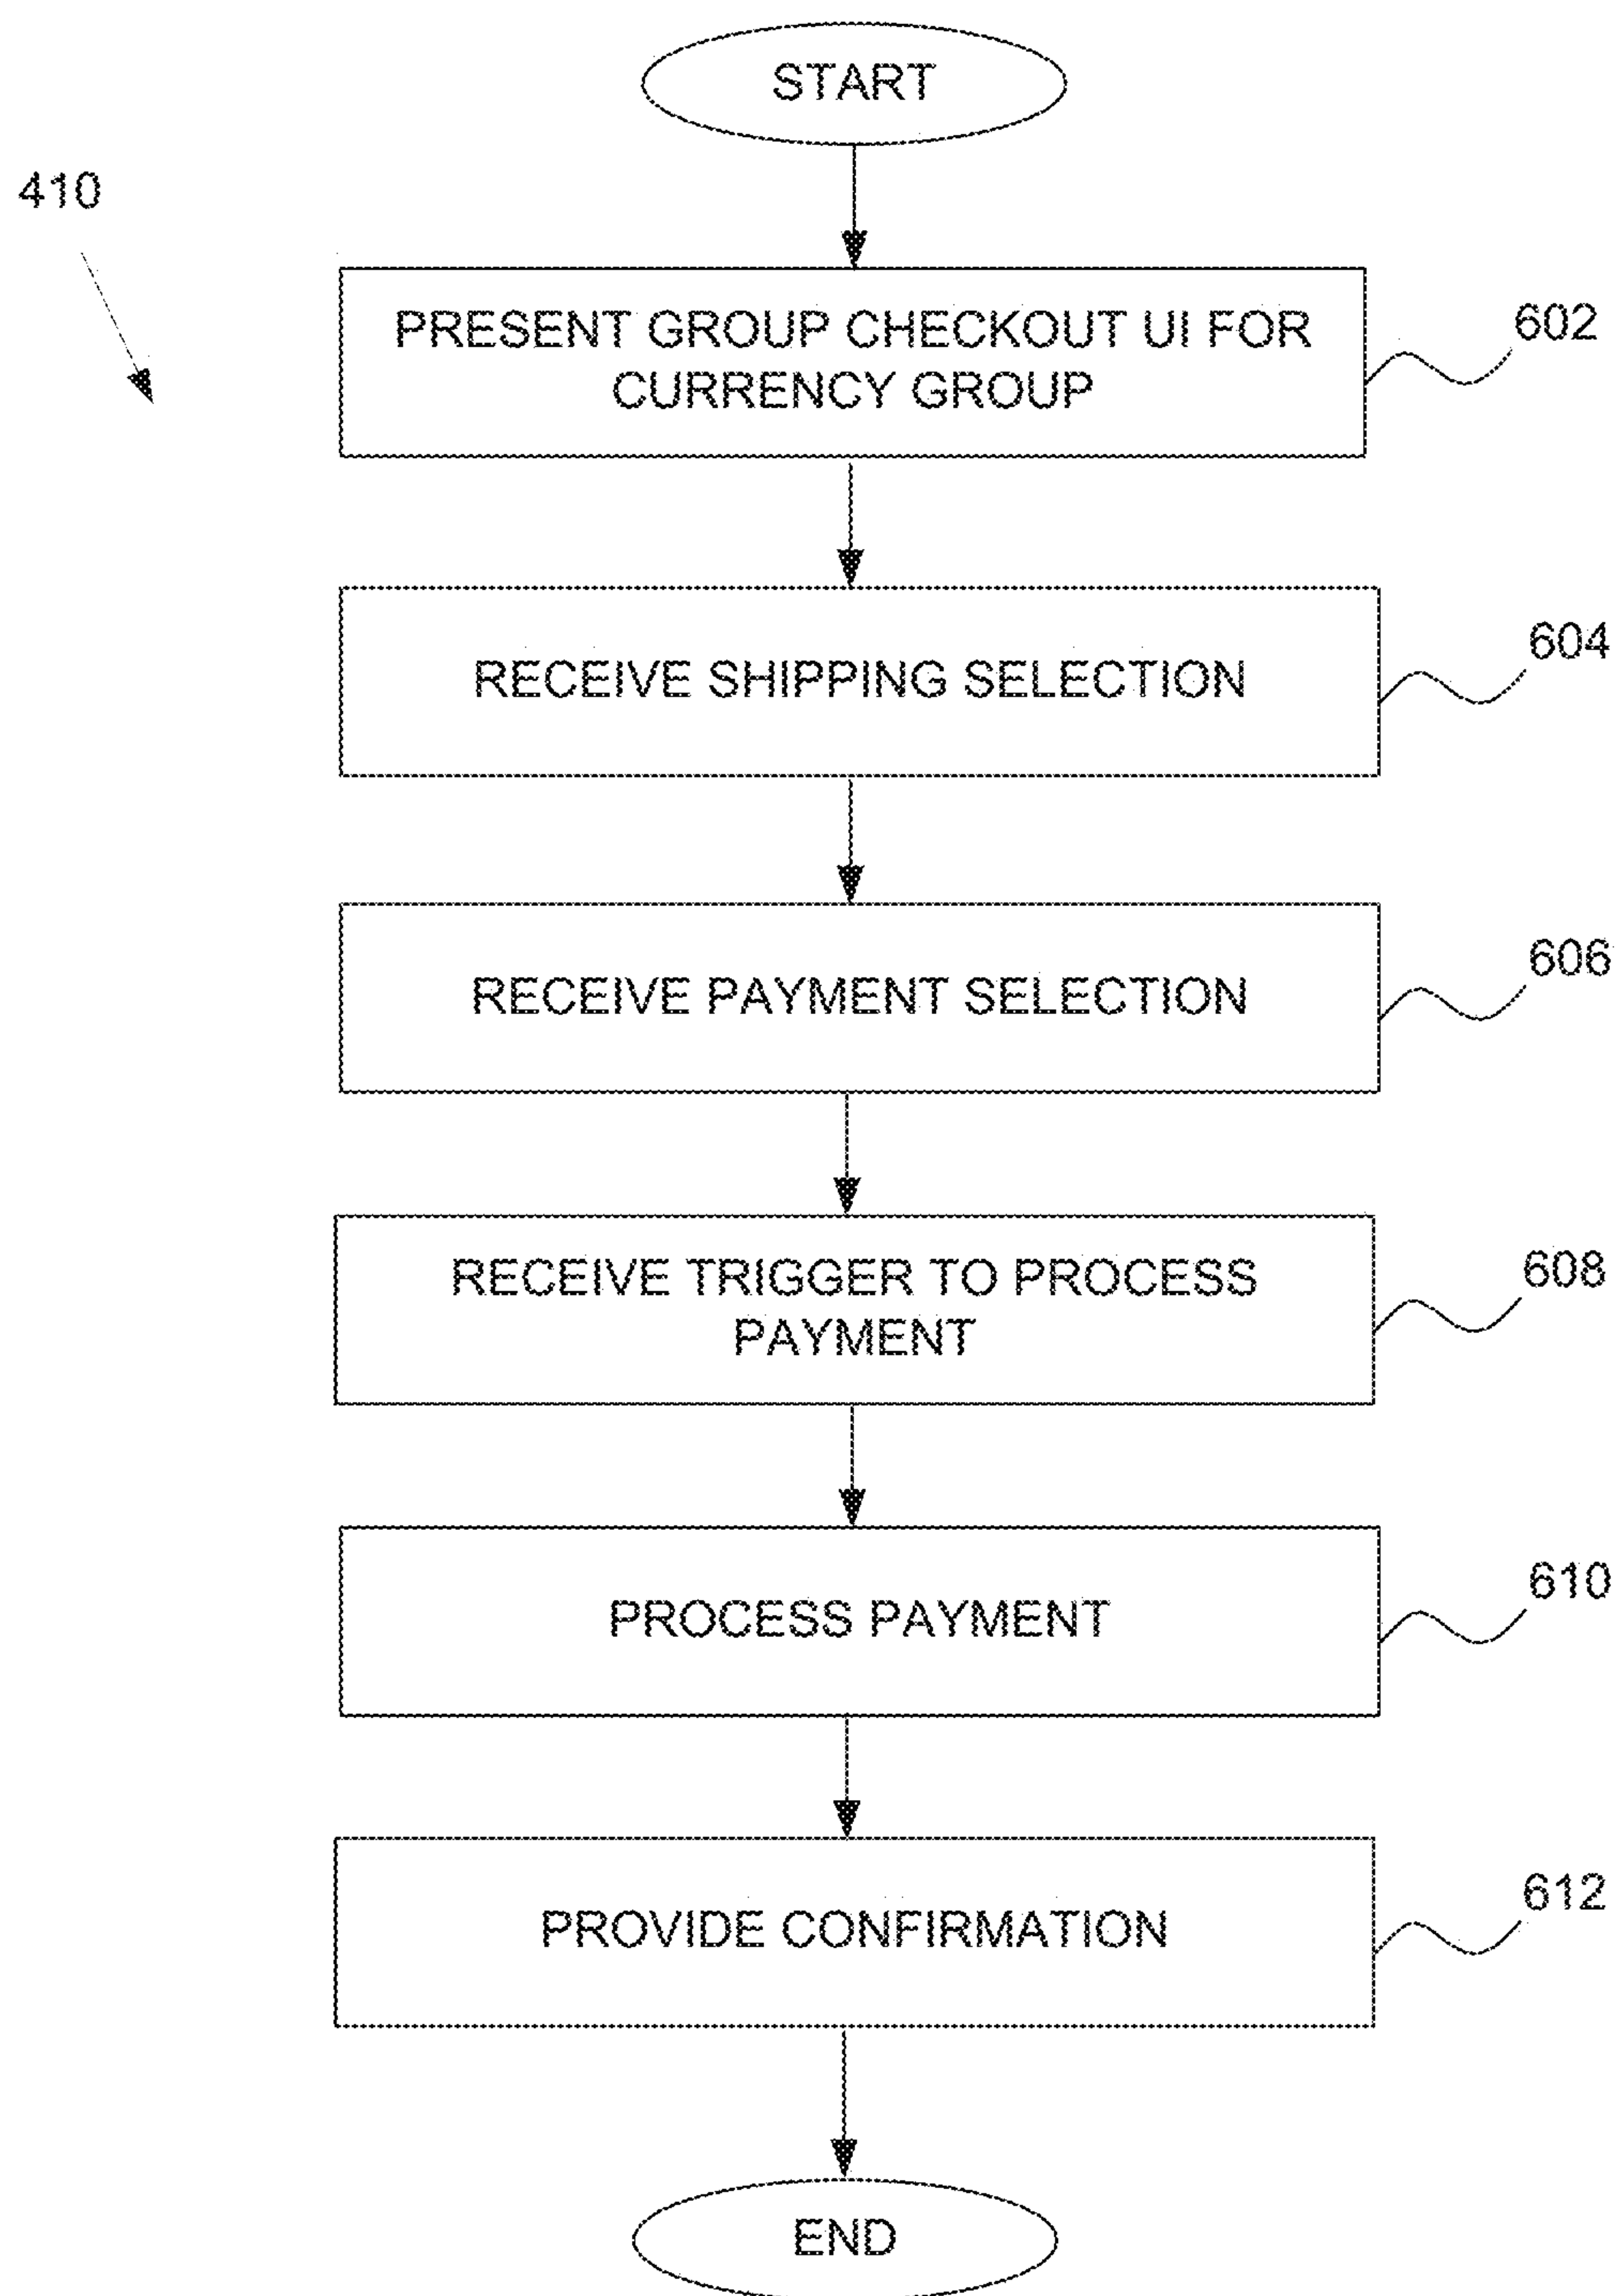 START
410
PRESENT GROUP CHECKOUT UI FOR
CURRENCY GROUP
602
RECEIVE SHIPPING SELECTION
604
RECEIVE PAYMENT SELECTION
606
RECEIVE TRIGGER TO PROCESS
PAYMENT
608
PROCESS PAYMENT
610
PROVIDE CONFIRMATION
612
END